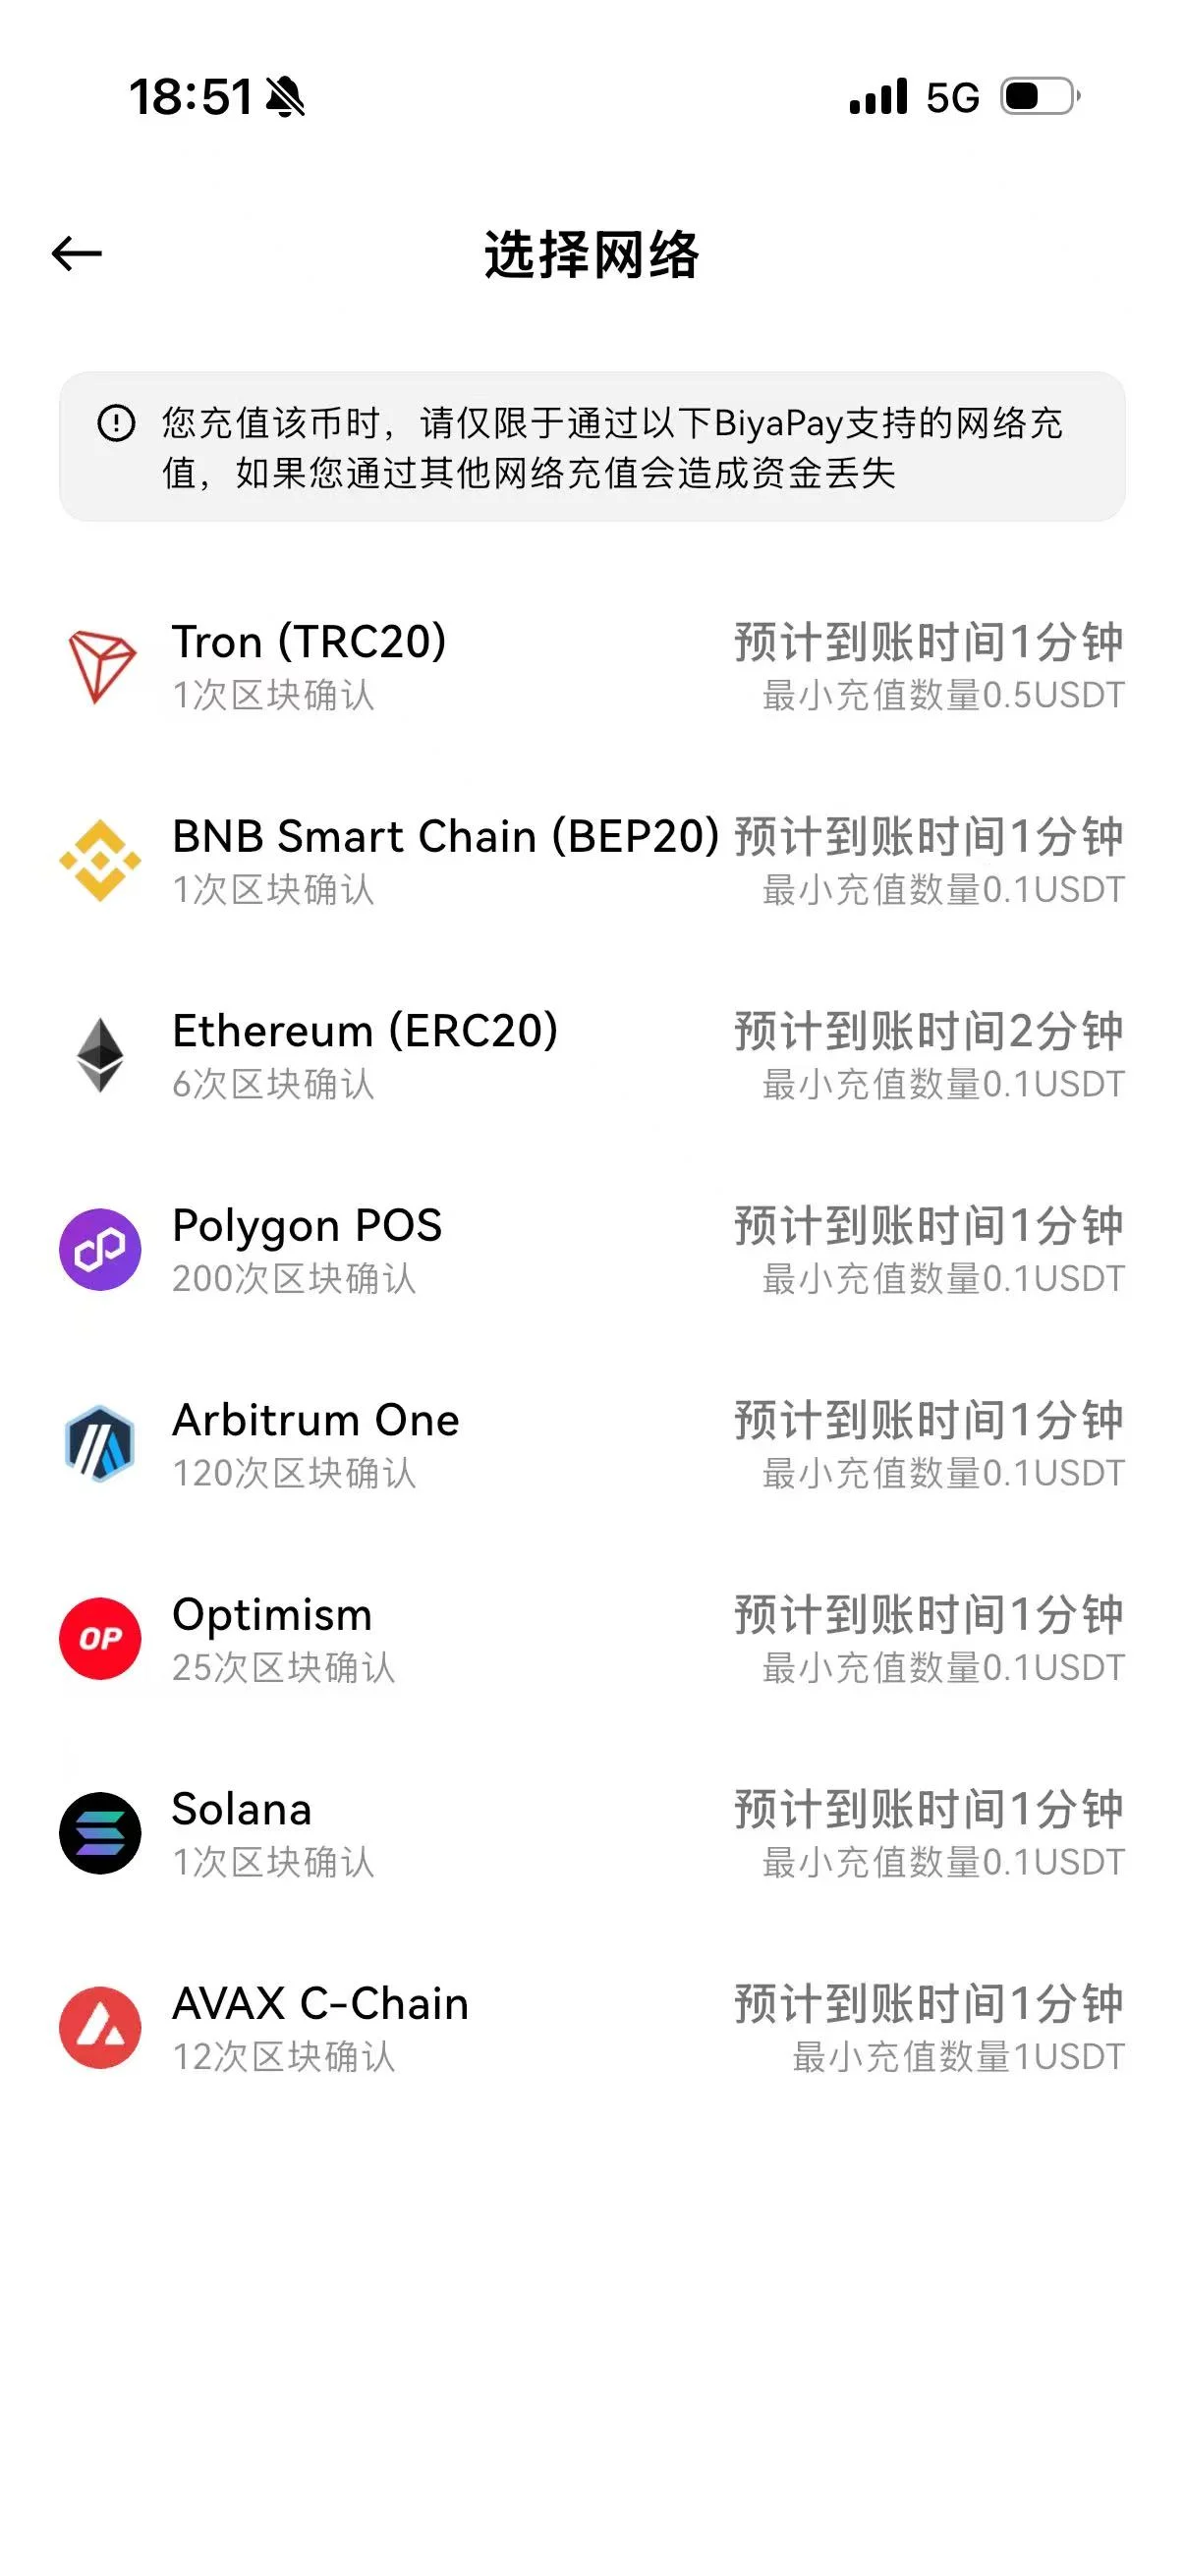 18:51
5G
选择网络
您充值该币时，请仅限于通过以下BiyaPay支持的网络充
值，如果您通过其他网络充值会造成资金丢失
Tron (TRC20) 预计到账时间1分钟
1次区块确认 最小充值数量0.5USDT
BNB Smart Chain (BEP20) 预计到账时间1分钟
1次区块确认 最小充值数量0.1USDT
Ethereum (ERC20) 预计到账时间2分钟
6次区块确认 最小充值数量0.1USDT
Polygon POS 预计到账时间1分钟
200次区块确认 最小充值数量0.1USDT
Arbitrum One 预计到账时间1分钟
120次区块确认 最小充值数量0.1USDT
OP
Optimism 预计到账时间1分钟
25次区块确认 最小充值数量0.1USDT
Solana 预计到账时间1分钟
1次区块确认 最小充值数量0.1USDT
AVAX C-Chain 预计到账时间1分钟
12次区块确认 最小充值数量1USDT